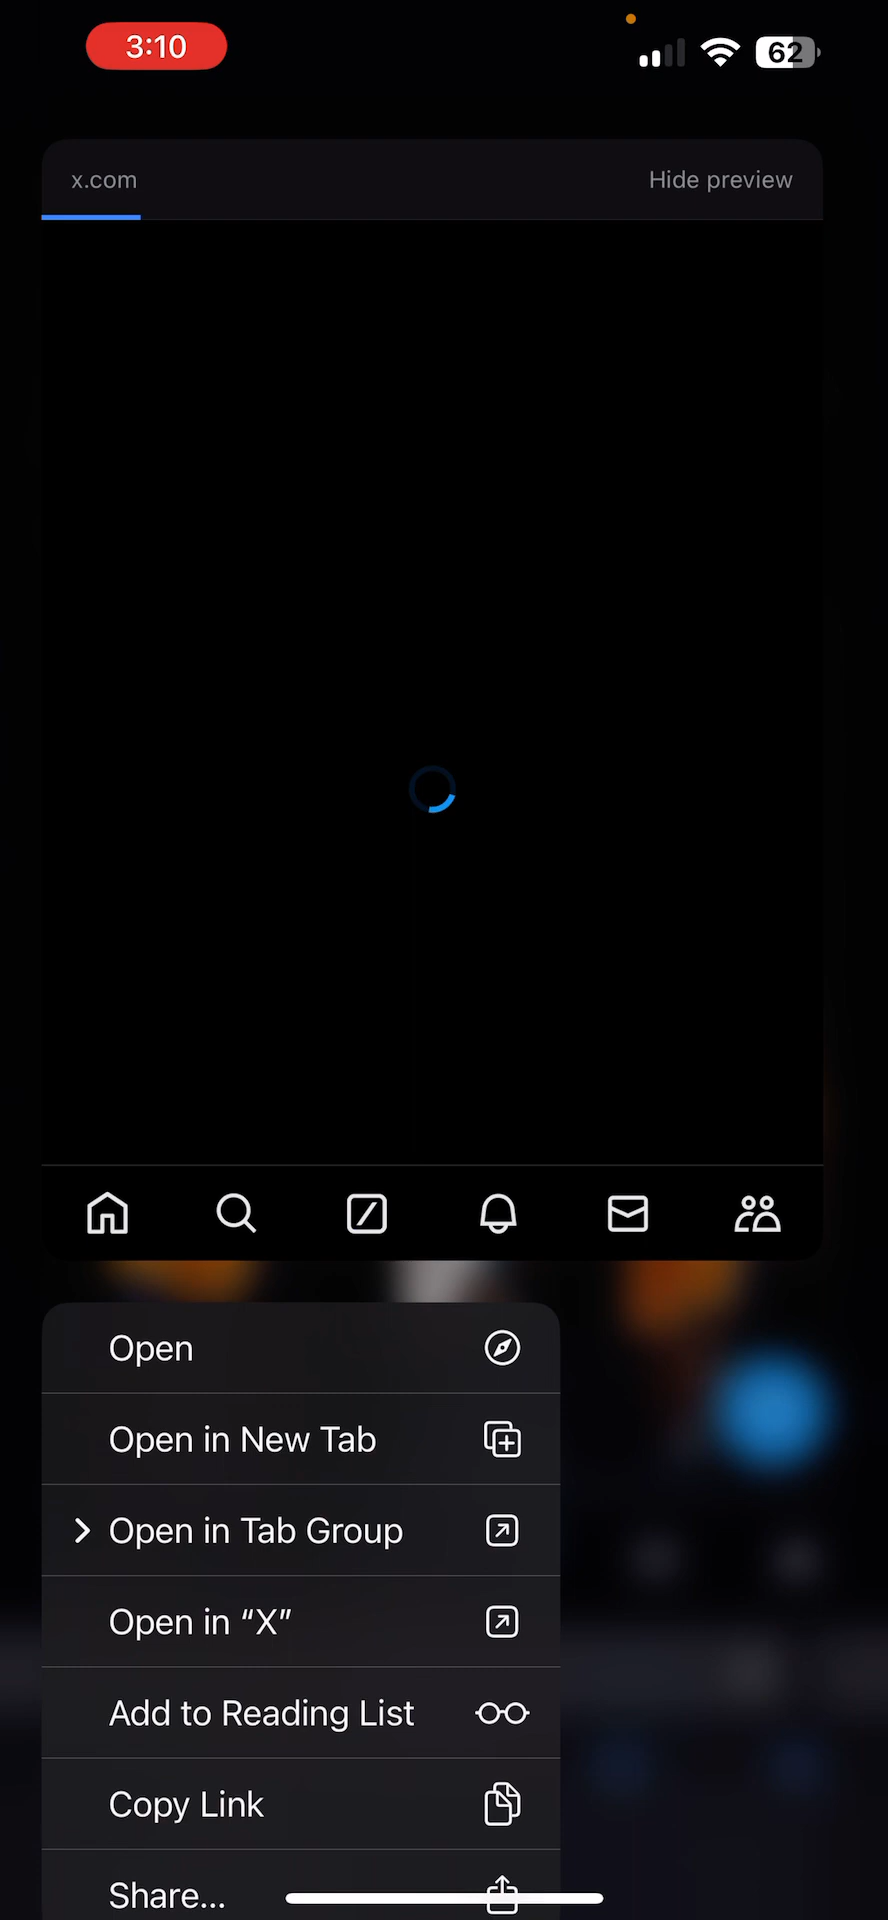 3:10
62
x.com
Hide preview
Open
Open in New Tab
Open in Tab Group
Open in “X”
Add to Reading List
Copy Link
Share...